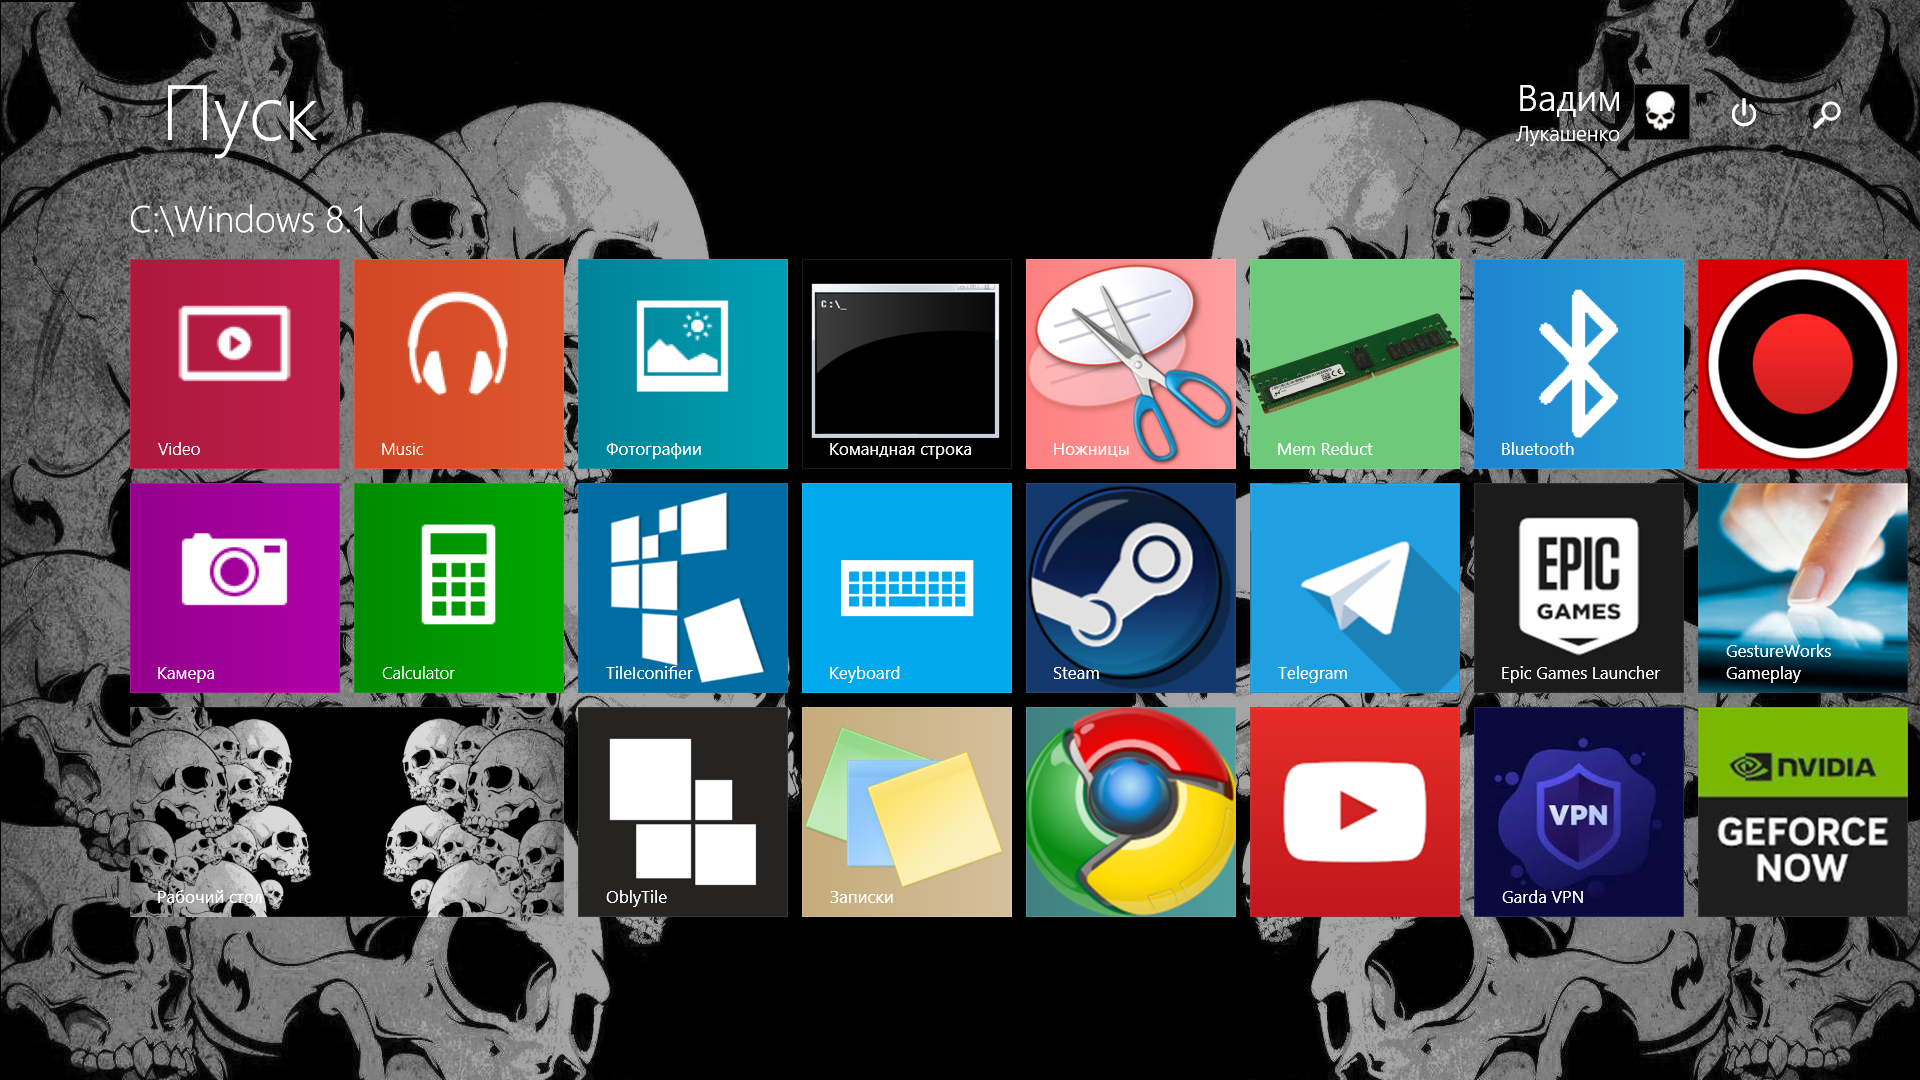 Пуск
Вадим
Лукашенко
C:\Windows 8.1
C:\_
Video
Music
Фотографии
Командная строка
Ножницы
Mem Reduct
Bluetooth
EPIC
GAMES
Камера
Calculator
TileIconifier
Keyboard
Steam
Telegram
Epic Games Launcher
GestureWorks
Gameplay
VPN
NVIDIA
GEFORCE
NOW
Рабочий стол
OblyTile
Записки
Garda VPN